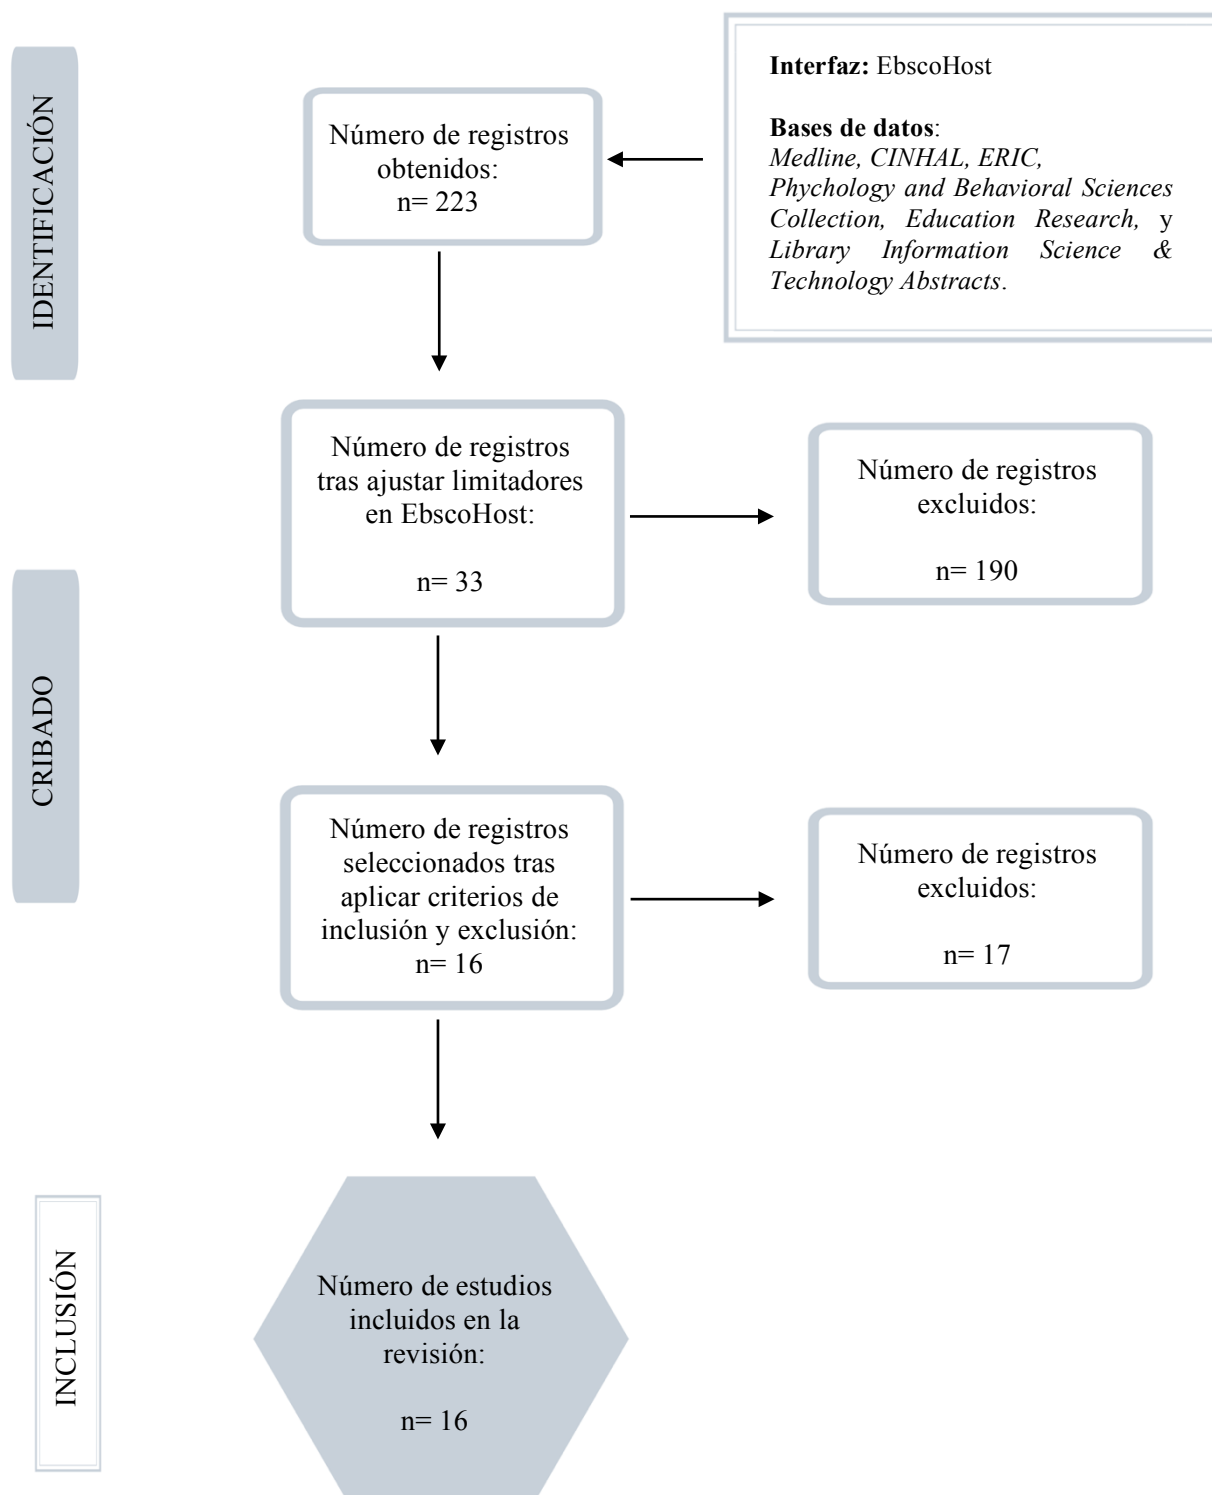 IDENTIFICACIÓN
Número de registros
obtenidos:
n= 223
Interfaz: EbscoHost
Bases de datos:
Medline, CINHAL, ERIC,
Phychology and Behavioral Sciences
Collection, Education Research, y
Library Information Science &
Technology Abstracts.
Número de registros
tras ajustar limitadores
en EbscoHost:
n= 33
Número de registros
excluidos:
n= 190
CRIBADO
Número de registros
seleccionados tras
aplicar criterios de
inclusión y exclusión:
n= 16
Número de registros
excluidos:
n= 17
INCLUSIÓN
Número de estudios
incluidos en la
revisión:
n= 16